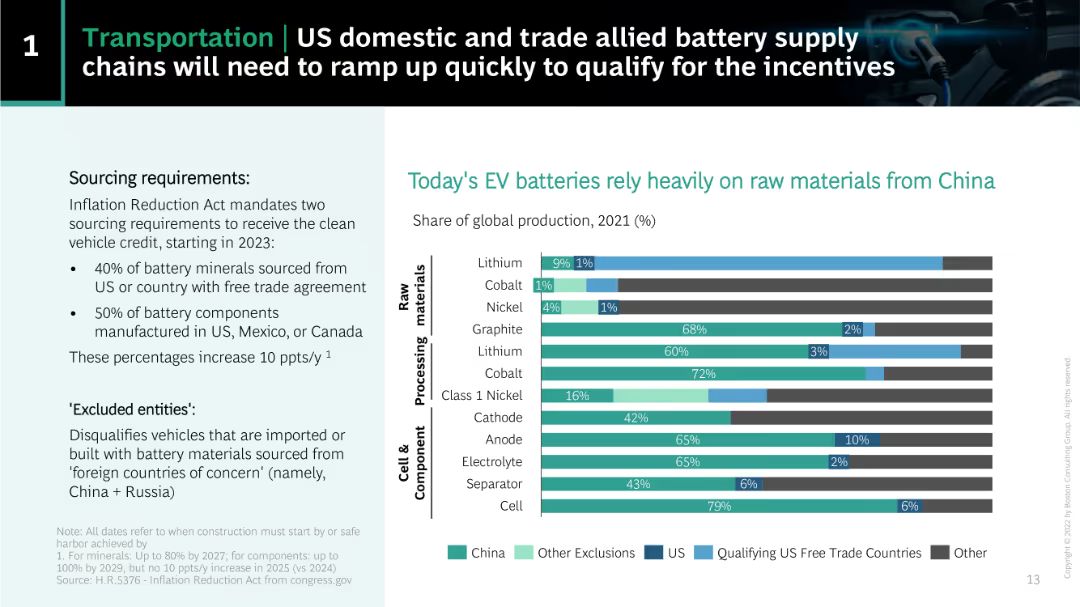 1
Transportation | US domestic and trade allied battery supply
chains will need to ramp up quickly to qualify for the incentives
Sourcing requirements:
Inflation Reduction Act mandates two
sourcing requirements to receive the clean
vehicle credit, starting in 2023:
• 40% of battery minerals sourced from
US or country with free trade agreement
• 50% of battery components
manufactured in US, Mexico, or Canada
These percentages increase 10 ppts/y 1
'Excluded entities':
Disqualifies vehicles that are imported or
built with battery materials sourced from
'foreign countries of concern' (namely,
China + Russia)
Note: All dates refer to when construction must start by or safe
harbor achieved by
1. For minerals: Up to 80% by 2027; for components: up to
100% by 2029, but no 10 ppts/y increase in 2025 (vs 2024)
Source: H.R.5376 - Inflation Reduction Act from congress.gov
Today's EV batteries rely heavily on raw materials from China
Share of global production, 2021 (%)
Raw
materials
Lithium 9% 1%
Cobalt 1%
Nickel 4% 1%
Graphite 68% 2%
Processing
Lithium 60% 3%
Cobalt 72%
Class 1 Nickel 16%
Cell &
Component
Cathode 42%
Anode 65% 10%
Electrolyte 65% 2%
Separator 43% 6%
Cell 79% 6%
China Other Exclusions US Qualifying US Free Trade Countries Other
13
Copyright © 2022 by Boston Consulting Group. All rights reserved.